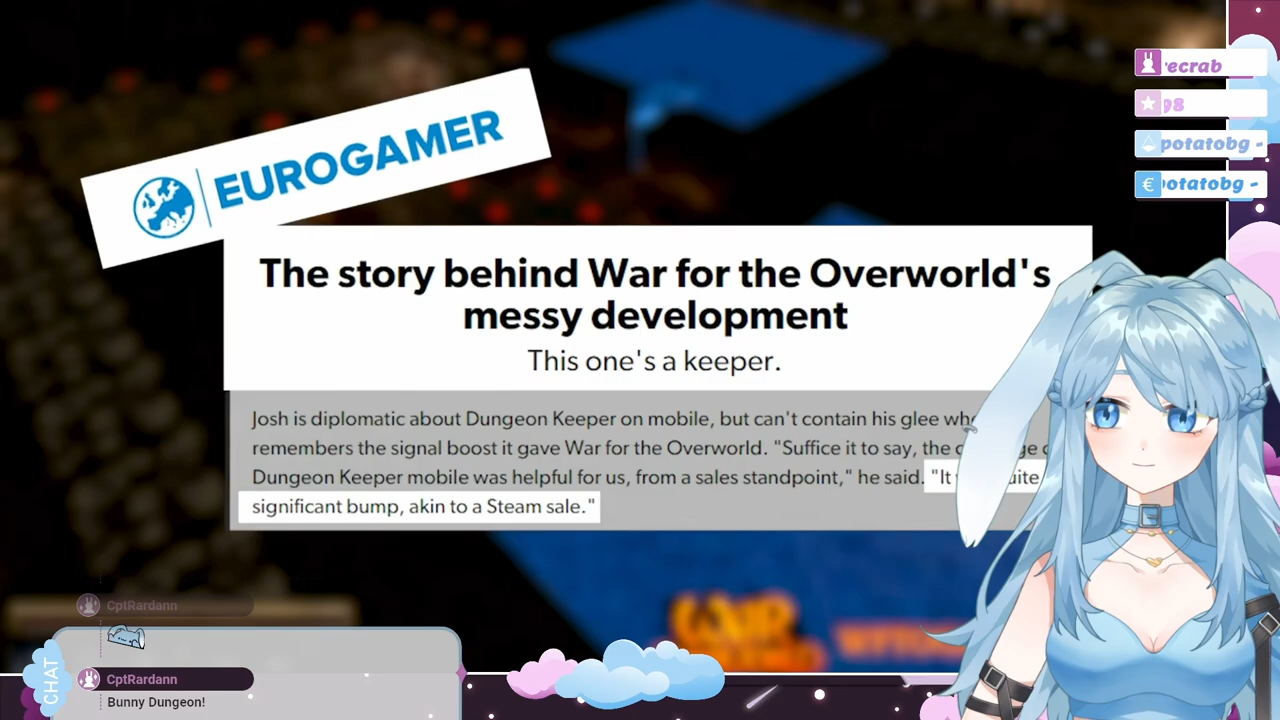 EUROGAMER
The story behind War for the Overworld's
messy development
This one's a keeper.
Josh is diplomatic about Dungeon Keeper on mobile, but can't contain his glee
remembers the signal boost it gave War for the Overworld. "Suffice it to say, the
Dungeon Keeper mobile was helpful for us, from a sales standpoint," he said. "It
significant bump, akin to a Steam sale."
ecrab
98
potatobg -
€ potatobg -
CptRardann
CHAT
CptRardann
Bunny Dungeon!